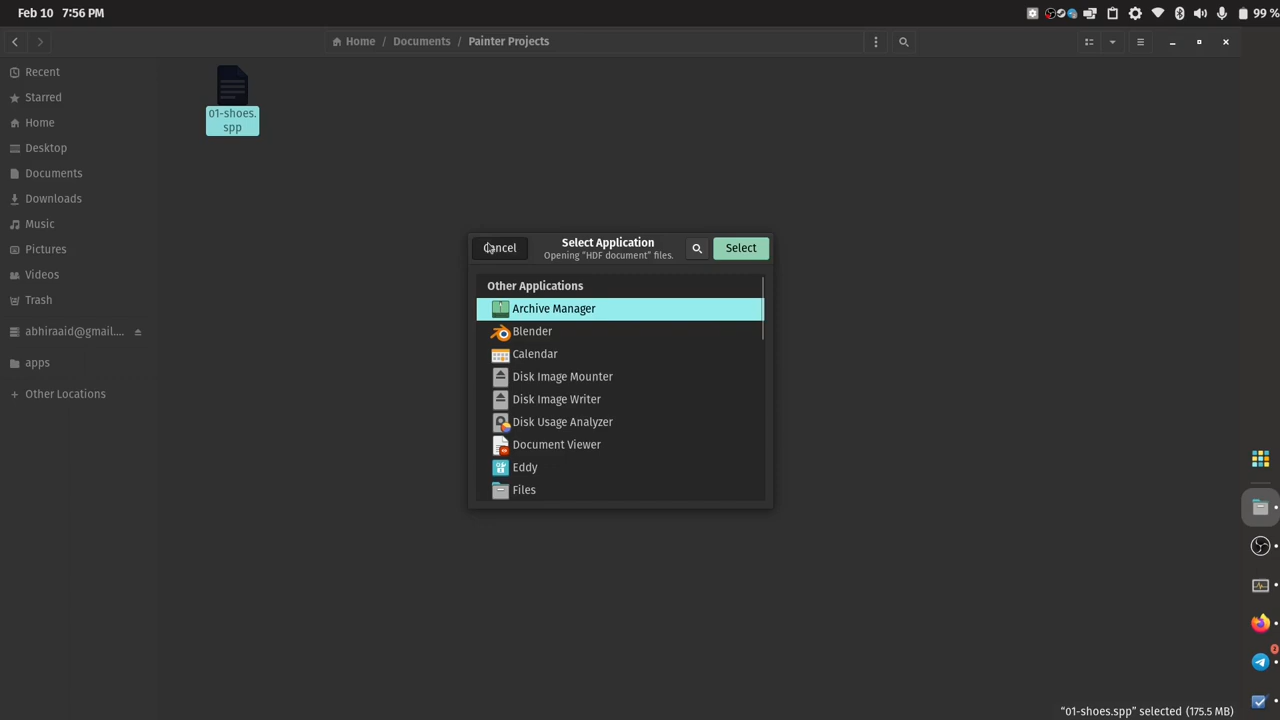 Feb 10 7:56 PM
99 %
Home / Documents / Painter Projects
Recent
Starred
Home
Desktop
Documents
Downloads
Music
Pictures
Videos
Trash
abhiraaid@gmail....
apps
+ Other Locations
01-shoes.
spp
Cancel
Select Application
Opening “HDF document” files.
Select
Other Applications
Archive Manager
Blender
Calendar
Disk Image Mounter
Disk Image Writer
Disk Usage Analyzer
Document Viewer
Eddy
Files
2
“01-shoes.spp” selected (175.5 MB)